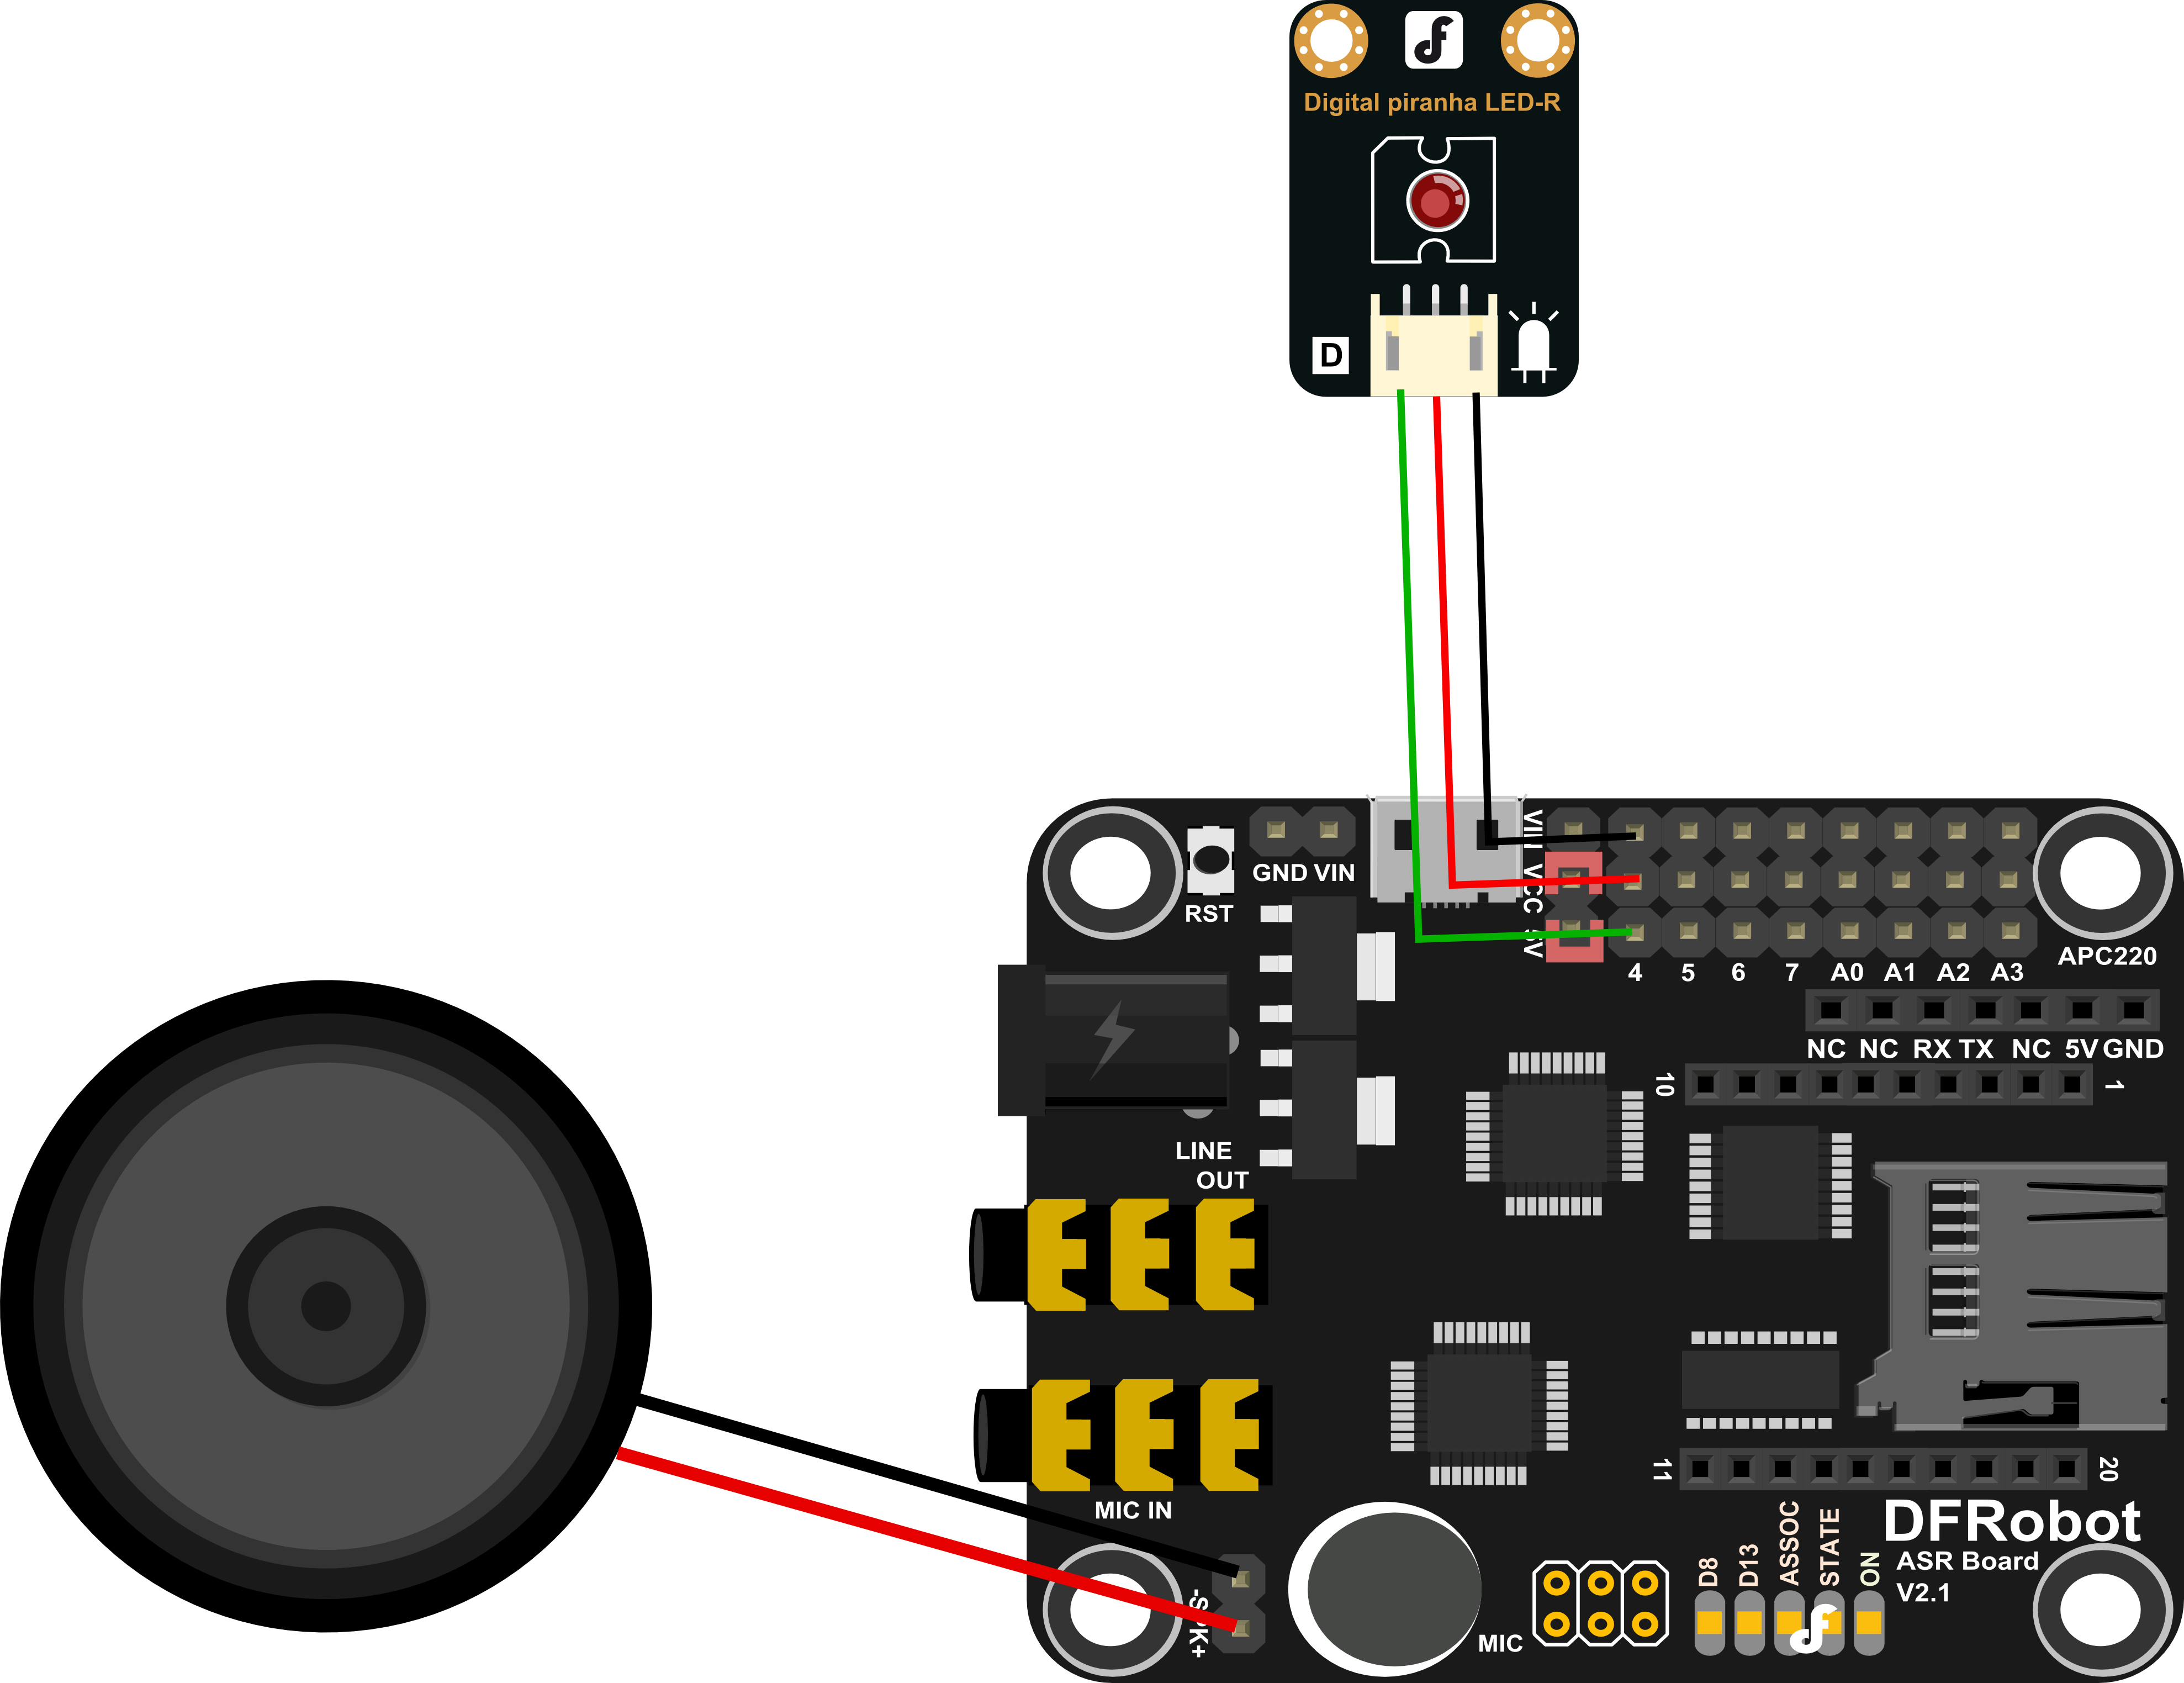 Digital piranha LED-R
D
VIN VCC 5V
GND VIN
RST
4 5 6 7 A0 A1 A2 A3
APC220
NC NC RX TX NC 5V GND
10
1
LINE
OUT
11
20
MIC IN
-SPK+
MIC
D8
D13
ASSOC
STATE
ON
DFRobot
ASR Board
V2.1